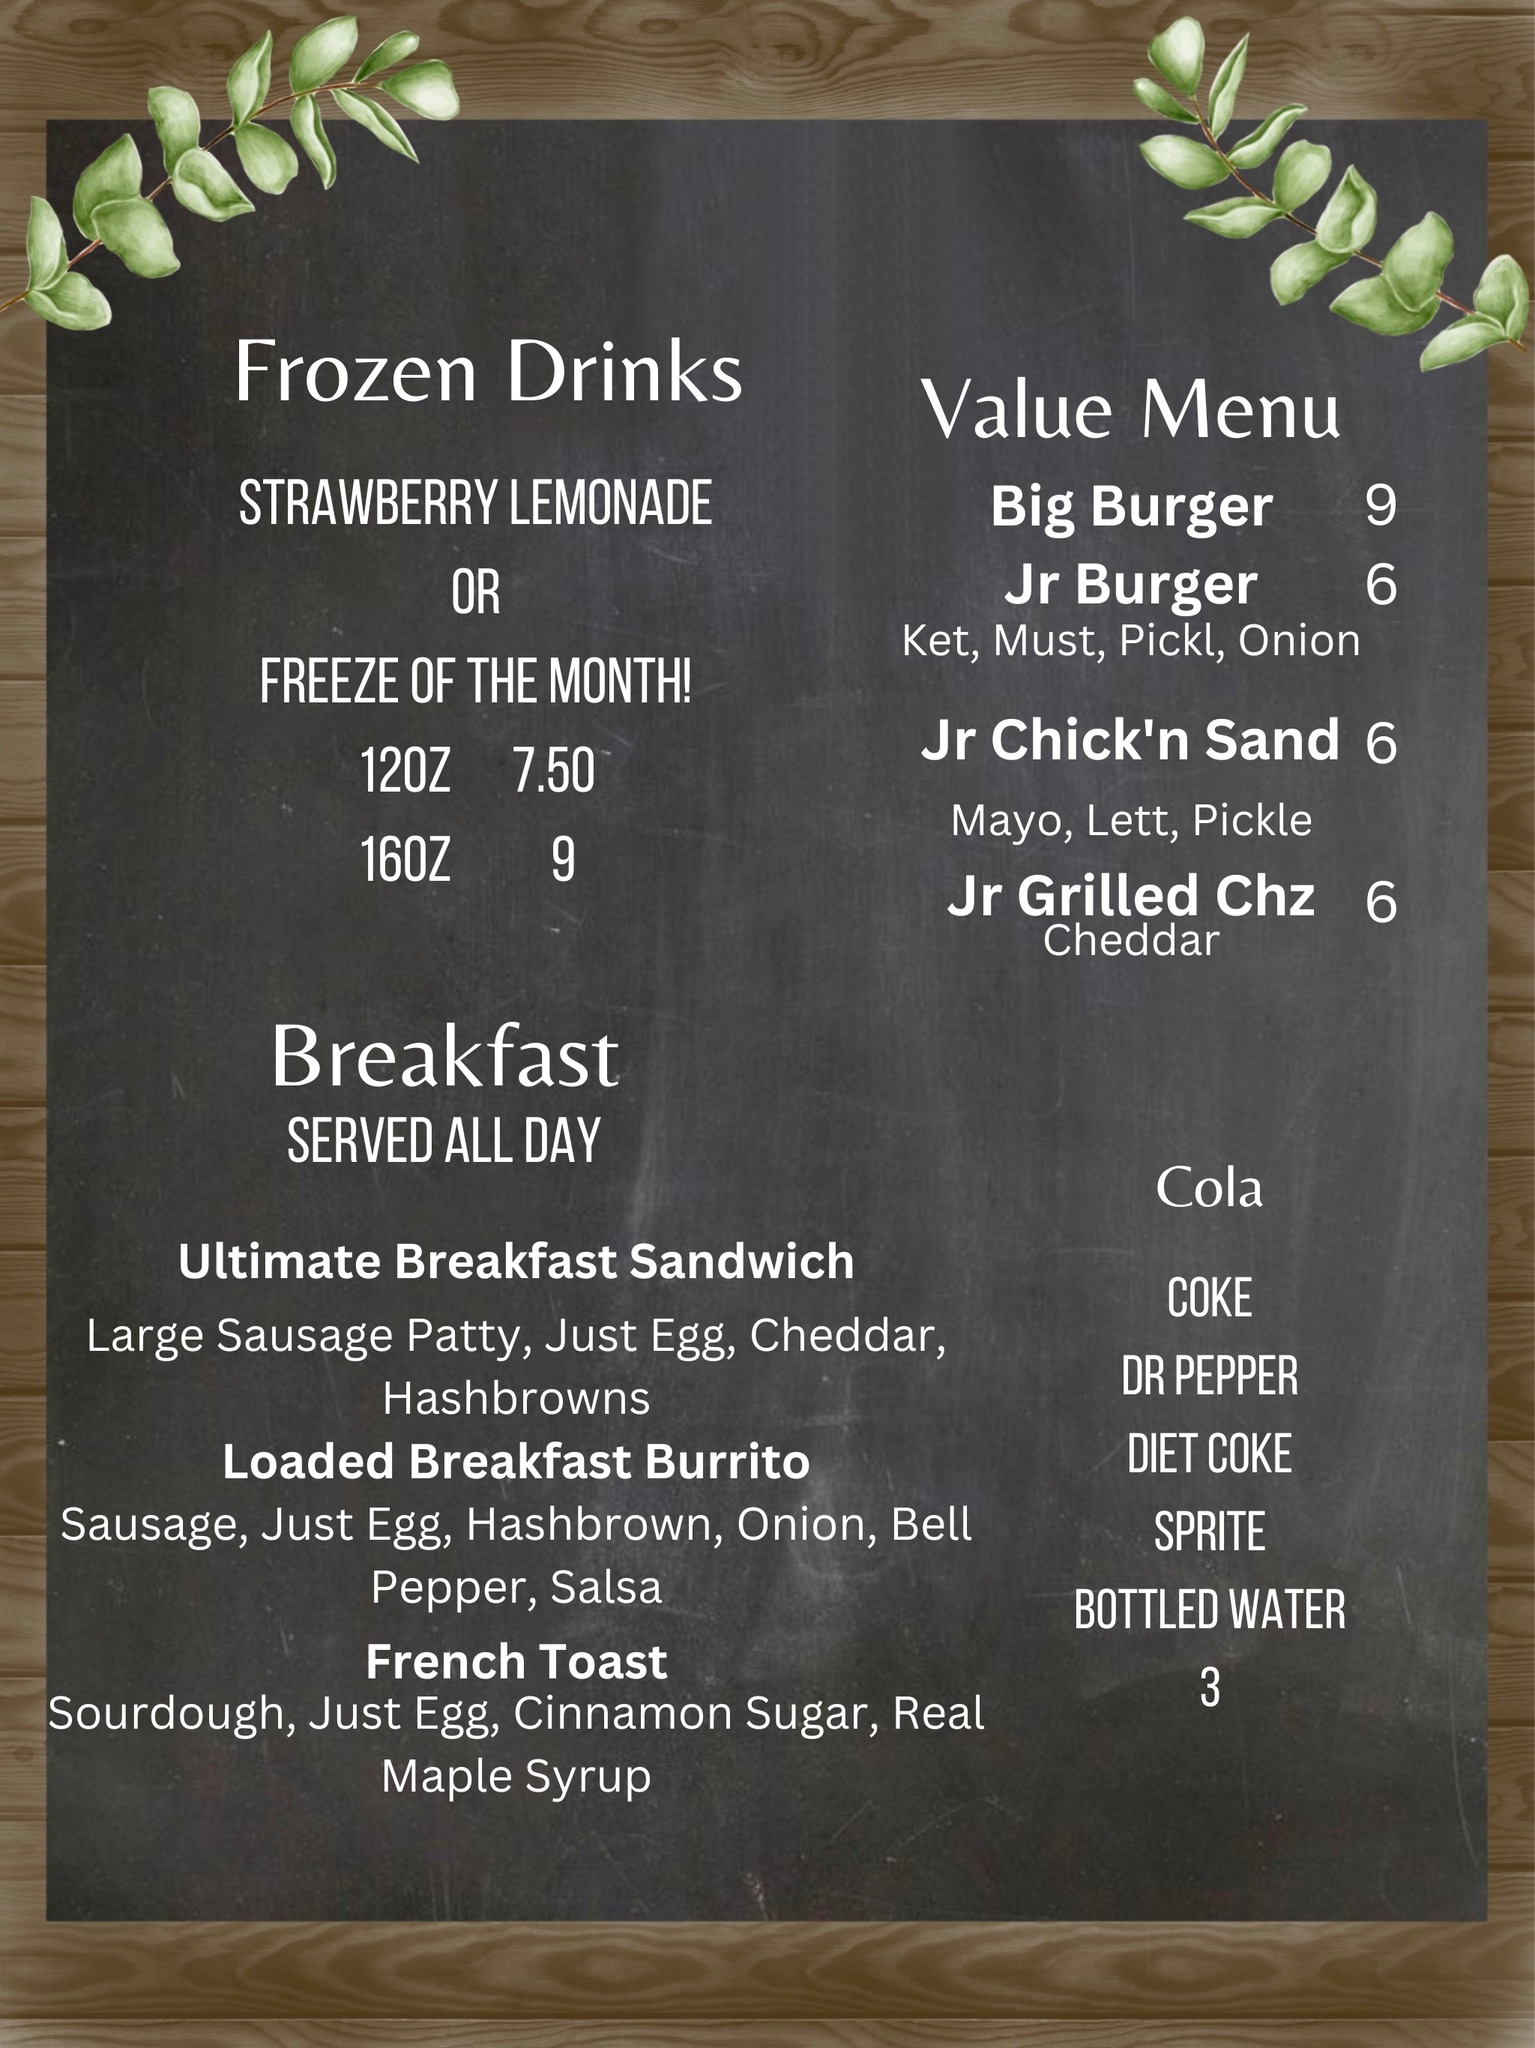 Frozen Drinks
STRAWBERRY LEMONADE
OR
FREEZE OF THE MONTH!
12OZ 7.50
16OZ 9
Value Menu
Big Burger 9
Jr Burger 6
Ket, Must, Pickl, Onion
Jr Chick'n Sand 6
Mayo, Lett, Pickle
Jr Grilled Chz 6
Cheddar
Breakfast
SERVED ALL DAY
Ultimate Breakfast Sandwich
Large Sausage Patty, Just Egg, Cheddar,
Hashbrowns
Loaded Breakfast Burrito
Sausage, Just Egg, Hashbrown, Onion, Bell
Pepper, Salsa
French Toast
Sourdough, Just Egg, Cinnamon Sugar, Real
Maple Syrup
Cola
COKE
DR PEPPER
DIET COKE
SPRITE
BOTTLED WATER
3